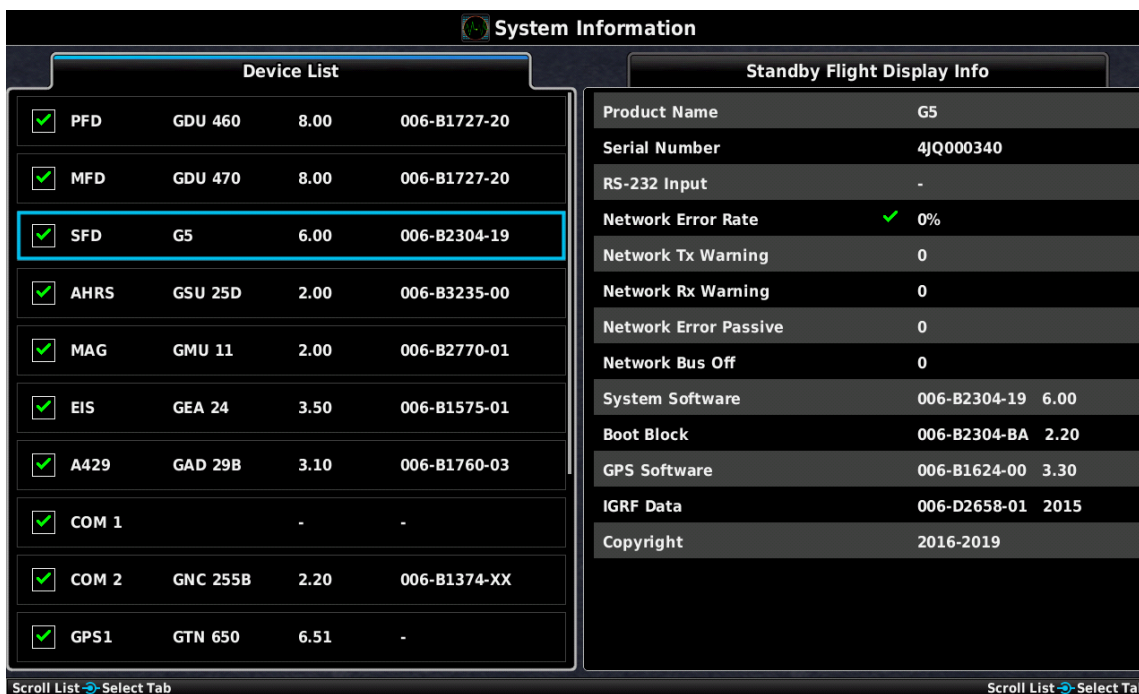 System Information
Device List
PFD GDU 460 8.00 006-B1727-20
MFD GDU 470 8.00 006-B1727-20
SFD G5 6.00 006-B2304-19
AHRS GSU 25D 2.00 006-B3235-00
MAG GMU 11 2.00 006-B2770-01
EIS GEA 24 3.50 006-B1575-01
A429 GAD 29B 3.10 006-B1760-03
COM 1 - -
COM 2 GNC 255B 2.20 006-B1374-XX
GPS1 GTN 650 6.51 -
Scroll List Select Tab
Standby Flight Display Info
Product Name G5
Serial Number 4JQ000340
RS-232 Input -
Network Error Rate 0%
Network Tx Warning 0
Network Rx Warning 0
Network Error Passive 0
Network Bus Off 0
System Software 006-B2304-19 6.00
Boot Block 006-B2304-BA 2.20
GPS Software 006-B1624-00 3.30
IGRF Data 006-D2658-01 2015
Copyright 2016-2019
Scroll List Select Ta